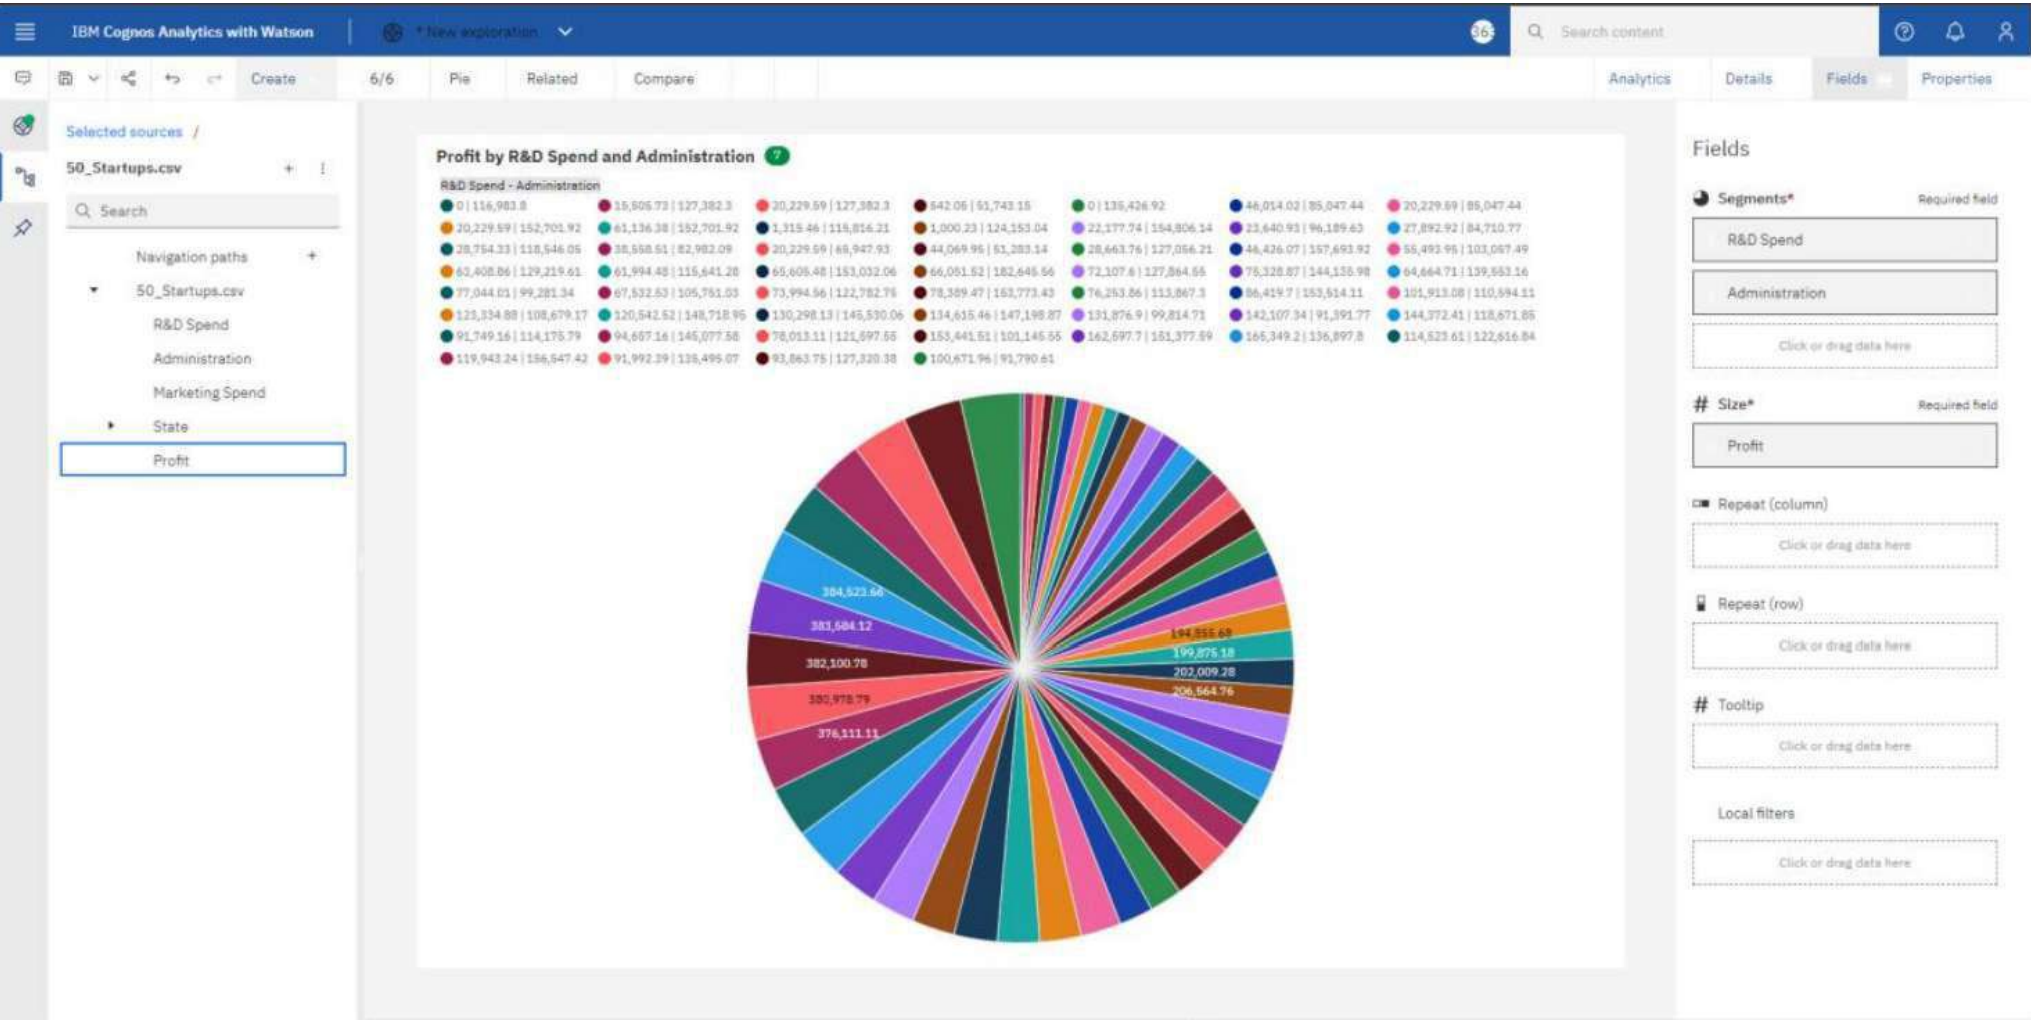 IBM Cognos Analytics with Watson
* New exploration
Search content
Create
6/6
Pie
Related
Compare
Analytics
Details
Fields
Properties
Selected sources /
50_Startups.csv
Search
Navigation paths
50_Startups.csv
R&D Spend
Administration
Marketing Spend
State
Profit
Profit by R&D Spend and Administration 7
R&D Spend - Administration
0 | 116,983.8 15,505.73 | 127,382.3 20,229.59 | 127,382.3 542.05 | 51,743.15 0 | 135,426.92 46,014.02 | 85,047.44 20,229.59 | 85,047.44
20,229.59 | 152,701.92 61,136.38 | 152,701.92 1,315.46 | 115,816.21 1,000.23 | 124,153.04 22,177.74 | 154,806.14 23,640.93 | 96,189.63 27,892.92 | 84,710.77
28,754.33 | 118,546.05 38,558.51 | 82,982.09 20,229.59 | 65,947.93 44,069.95 | 51,283.14 28,663.76 | 127,056.21 46,426.07 | 157,693.92 55,493.95 | 103,057.49
63,408.86 | 129,219.61 61,994.48 | 115,641.28 65,605.48 | 153,032.06 66,051.52 | 182,645.56 72,107.6 | 127,864.55 75,328.87 | 144,135.98 64,664.71 | 139,553.16
77,044.01 | 99,281.34 67,532.53 | 105,751.03 73,994.56 | 122,782.75 78,389.47 | 153,773.43 76,253.86 | 113,867.3 86,419.7 | 153,514.11 101,913.08 | 110,594.11
123,334.88 | 108,679.17 120,542.52 | 148,718.95 130,298.13 | 145,530.06 134,615.46 | 147,198.87 131,876.9 | 99,814.71 142,107.34 | 91,391.77 144,372.41 | 118,671.85
91,749.16 | 114,175.79 94,657.16 | 145,077.58 78,013.11 | 121,597.55 153,441.51 | 101,145.55 162,597.7 | 151,377.59 165,349.2 | 136,897.8 114,523.61 | 122,616.84
119,943.24 | 156,547.42 91,992.39 | 135,495.07 93,863.75 | 127,320.38 100,671.96 | 91,790.61
384,523.66
383,584.12
382,100.78
380,978.79
376,111.11
194,855.68
199,875.18
202,009.28
206,564.76
Fields
Segments* Required field
R&D Spend
Administration
Click or drag data here
# Size* Required field
Profit
Repeat (column)
Click or drag data here
Repeat (row)
Click or drag data here
# Tooltip
Click or drag data here
Local filters
Click or drag data here